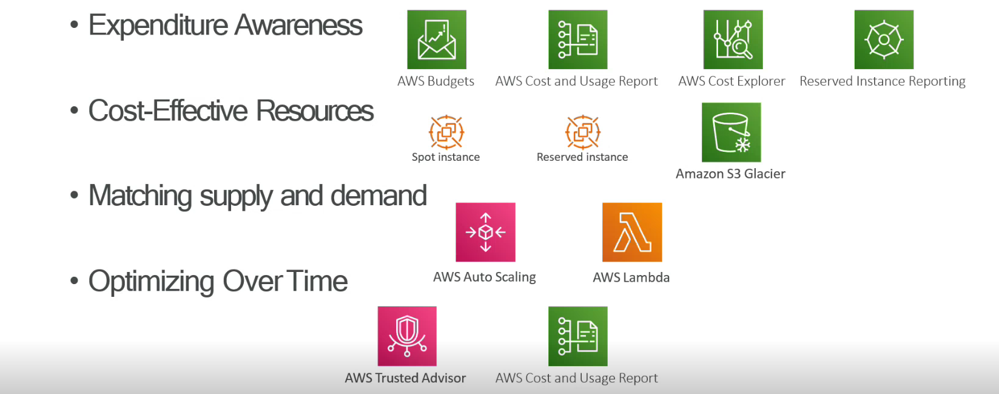 • Expenditure Awareness
AWS Budgets
AWS Cost and Usage Report
AWS Cost Explorer
Reserved Instance Reporting
• Cost-Effective Resources
Spot instance
Reserved instance
Amazon S3 Glacier
• Matching supply and demand
AWS Auto Scaling
AWS Lambda
• Optimizing Over Time
AWS Trusted Advisor
AWS Cost and Usage Report